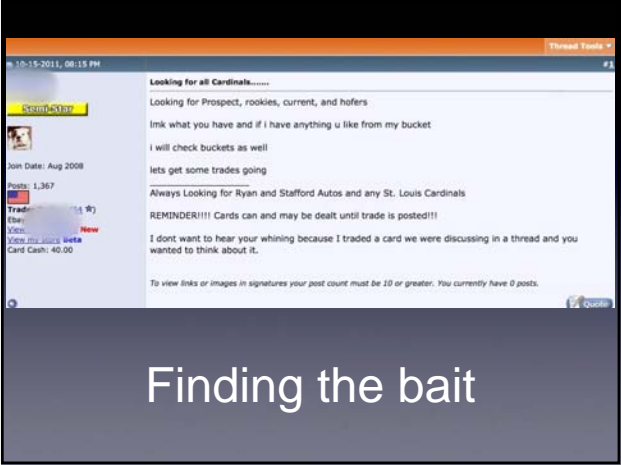 Thread Tools
10-15-2011, 08:15 PM
#1
Semi-Star
Join Date: Aug 2008
Posts: 1,367
View New
View my store Beta
Card Cash: 40.00
Looking for all Cardinals.......
Looking for Prospect, rookies, current, and hofers
lmk what you have and if i have anything u like from my bucket
i will check buckets as well
lets get some trades going
Always Looking for Ryan and Stafford Autos and any St. Louis Cardinals
REMINDER!!!! Cards can and may be dealt until trade is posted!!!
I dont want to hear your whining because I traded a card we were discussing in a thread and you
wanted to think about it.
To view links or images in signatures your post count must be 10 or greater. You currently have 0 posts.
Quote
Finding the bait